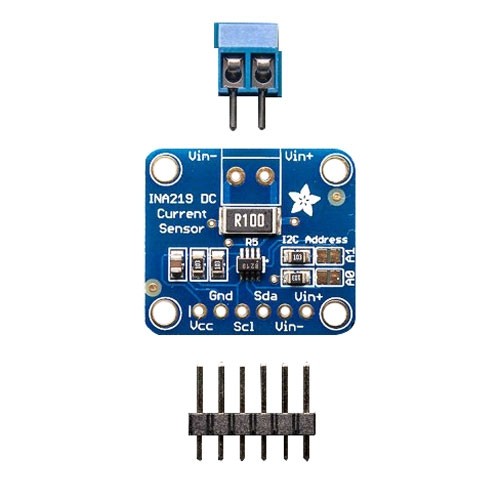 Vin- Vin+
INA219 DC
Current
Sensor
R100
R5
I2C Address
103
A1
103
A0
Gnd Sda Vin+
Vcc Scl Vin-